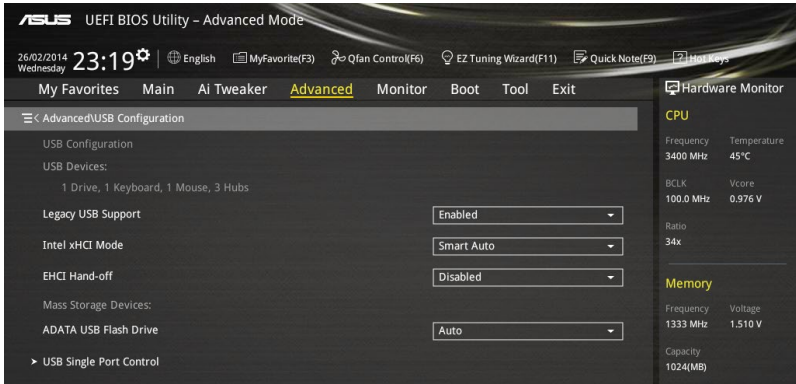 ASUS UEFI BIOS Utility – Advanced Mode
26/02/2014 Wednesday 23:19 English MyFavorite(F3) Qfan Control(F6) EZ Tuning Wizard(F11) Quick Note(F9) ? Hot Keys
My Favorites Main Ai Tweaker Advanced Monitor Boot Tool Exit
< Advanced\USB Configuration
USB Configuration
USB Devices:
1 Drive, 1 Keyboard, 1 Mouse, 3 Hubs
Legacy USB Support Enabled
Intel xHCI Mode Smart Auto
EHCI Hand-off Disabled
Mass Storage Devices:
ADATA USB Flash Drive Auto
> USB Single Port Control
Hardware Monitor
CPU
Frequency Temperature
3400 MHz 45°C
BCLK Vcore
100.0 MHz 0.976 V
Ratio
34x
Memory
Frequency Voltage
1333 MHz 1.510 V
Capacity
1024(MB)